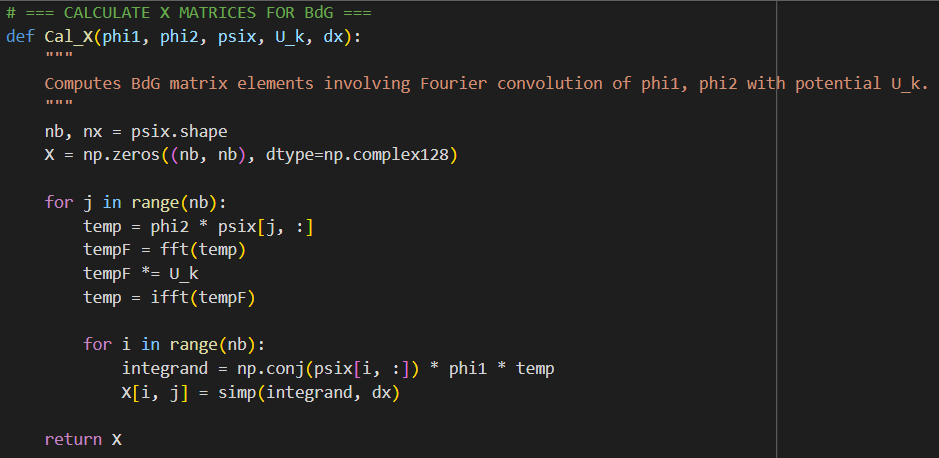 # === CALCULATE X MATRICES FOR BdG ===
def Cal_X(phi1, phi2, psix, U_k, dx):
    """
    Computes BdG matrix elements involving Fourier convolution of phi1, phi2 with potential U_k.
    """
    nb, nx = psix.shape
    X = np.zeros((nb, nb), dtype=np.complex128)

    for j in range(nb):
        temp = phi2 * psix[j, :]
        tempF = fft(temp)
        tempF *= U_k
        temp = ifft(tempF)

        for i in range(nb):
            integrand = np.conj(psix[i, :]) * phi1 * temp
            X[i, j] = simp(integrand, dx)

    return X